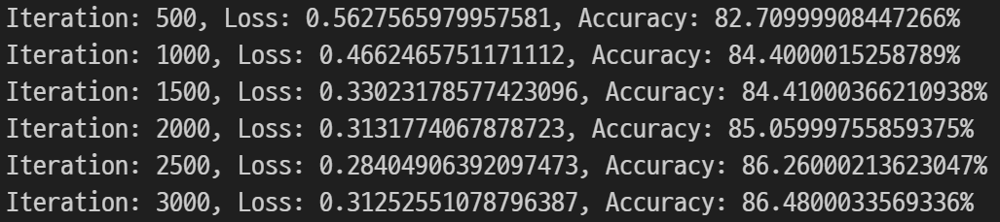 Iteration: 500, Loss: 0.5627565979957581, Accuracy: 82.70999908447266%
Iteration: 1000, Loss: 0.4662465751171112, Accuracy: 84.4000015258789%
Iteration: 1500, Loss: 0.33023178577423096, Accuracy: 84.41000366210938%
Iteration: 2000, Loss: 0.3131774067878723, Accuracy: 85.05999755859375%
Iteration: 2500, Loss: 0.28404906392097473, Accuracy: 86.26000213623047%
Iteration: 3000, Loss: 0.31252551078796387, Accuracy: 86.4800033569336%